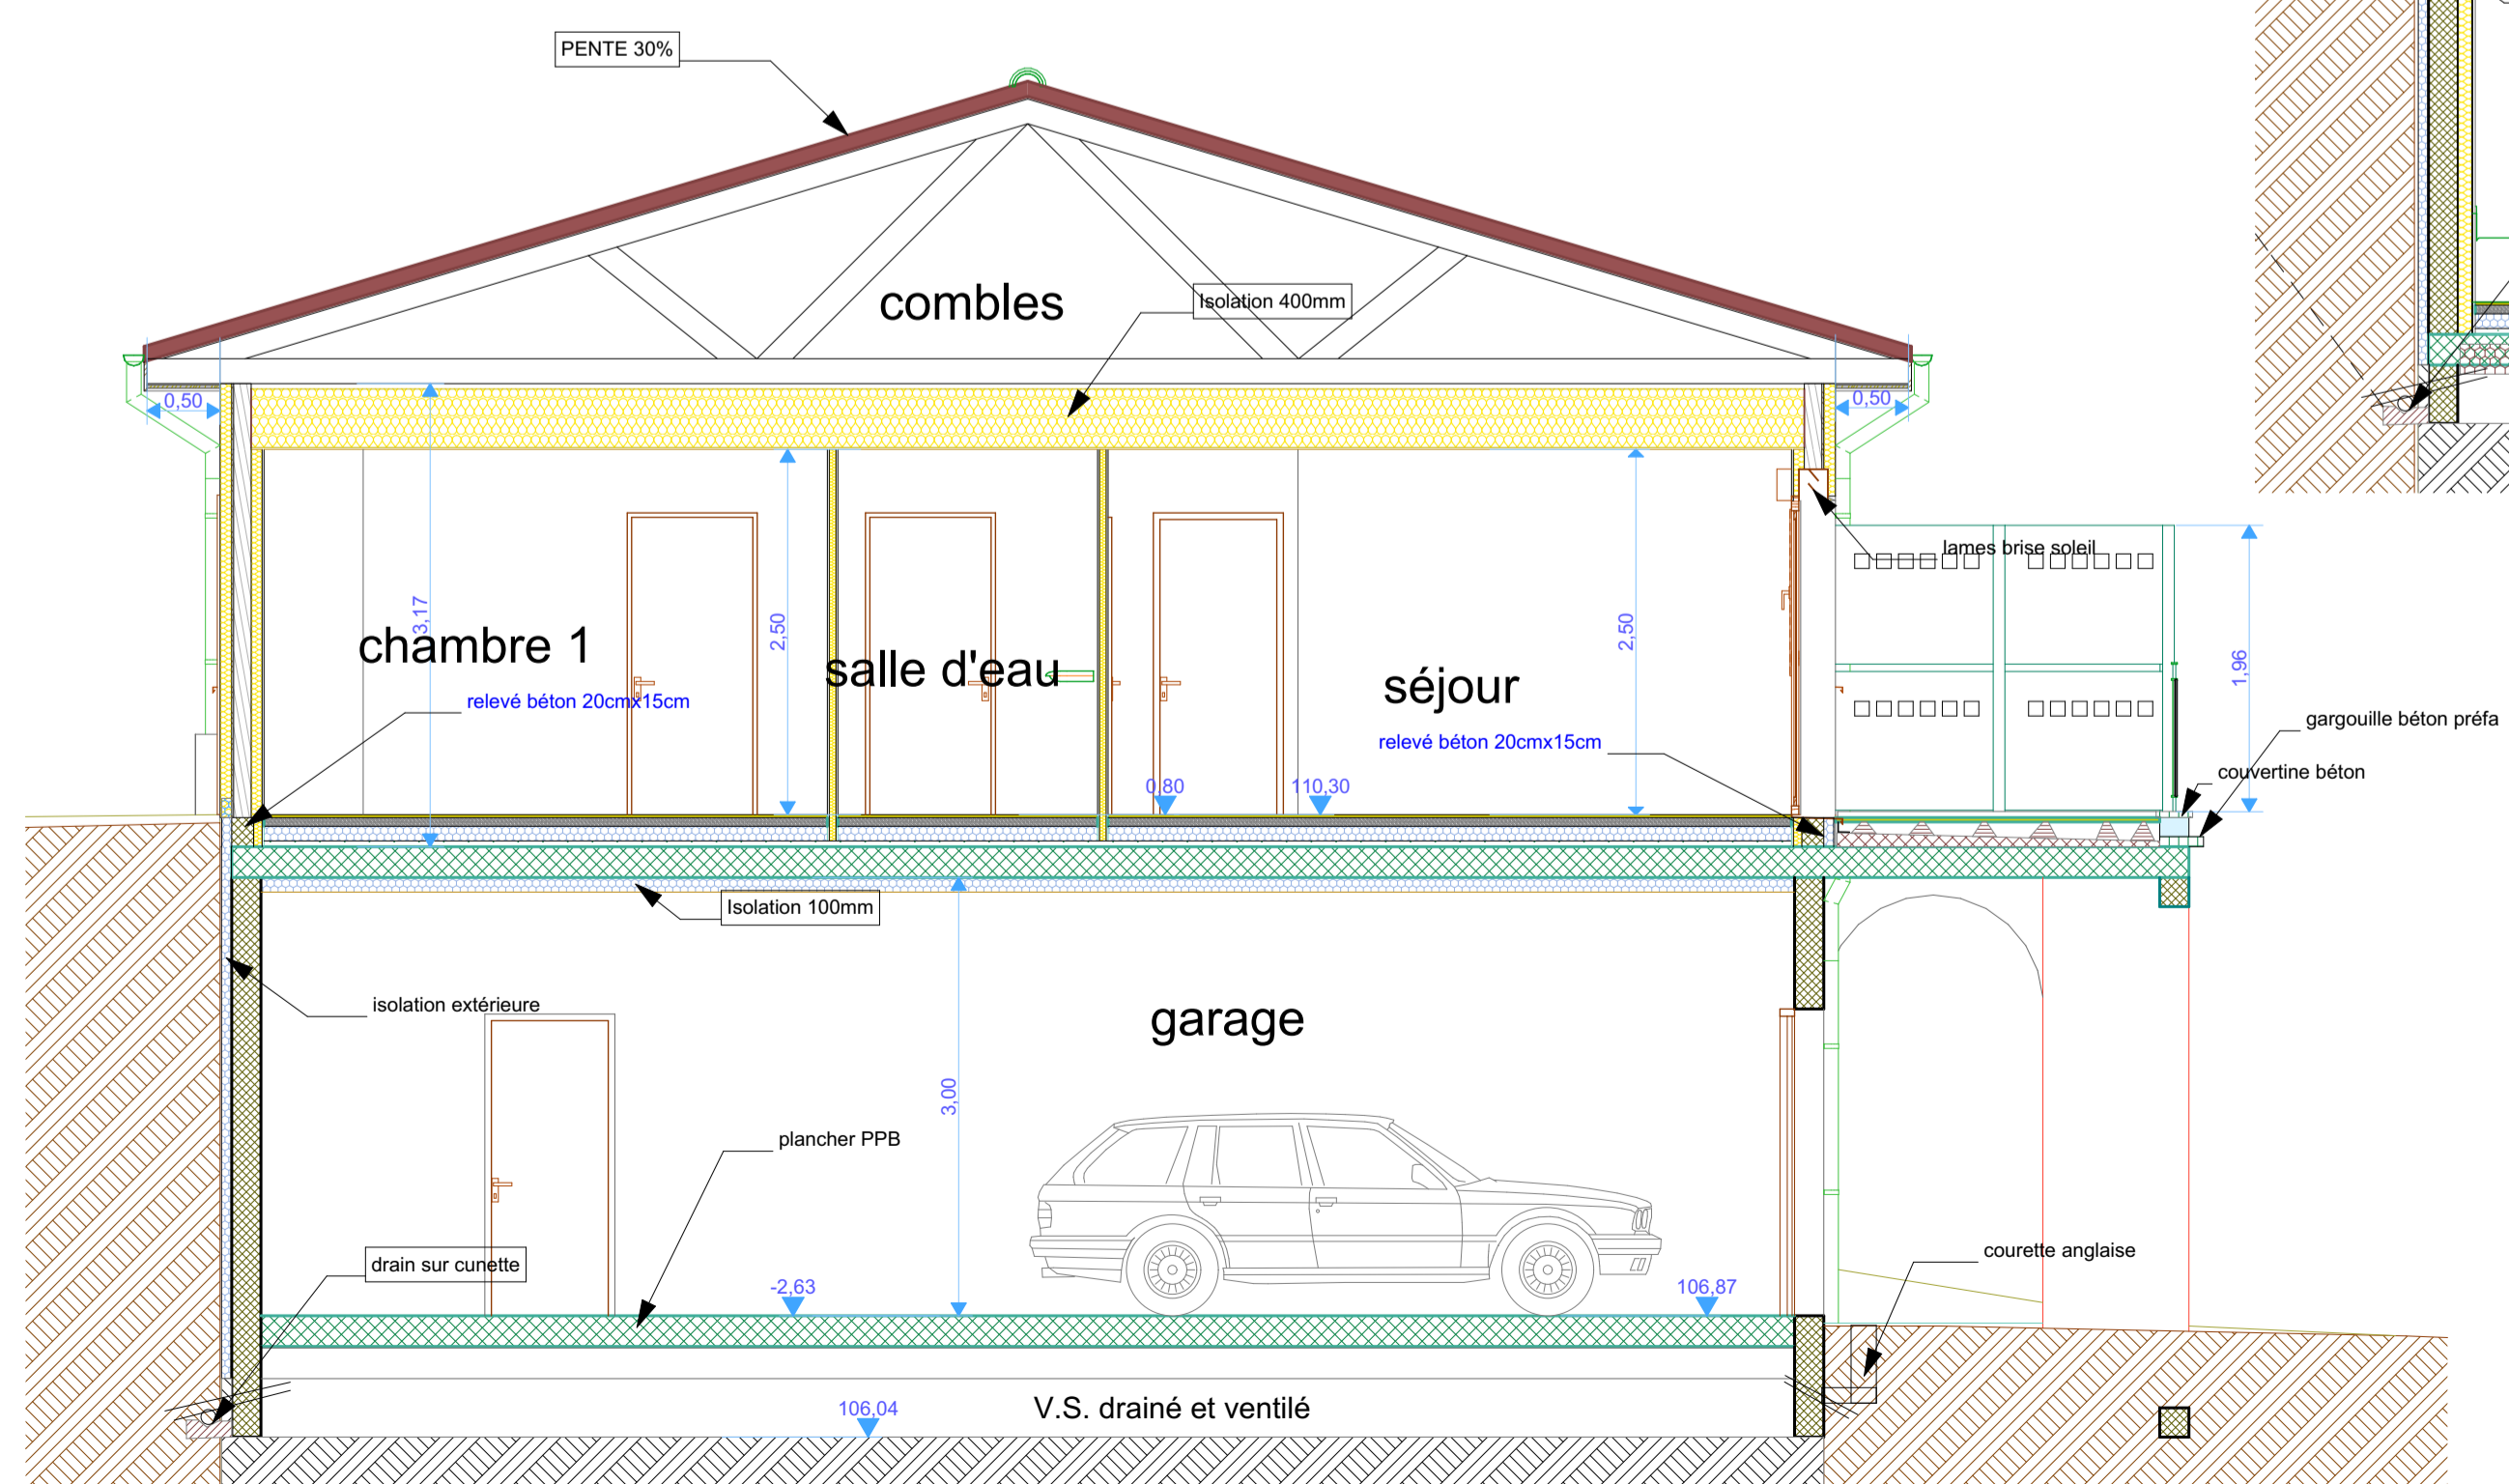 PENTE 30%
combles
Isolation 400mm
0,50
0,50
3,17
2,50
2,50
lames brise soleil
chambre 1
salle d'eau
séjour
1,96
relevé béton 20cmx15cm
relevé béton 20cmx15cm
gargouille béton préfa
couvertine béton
0,80
110,30
Isolation 100mm
isolation extérieure
garage
3,00
plancher PPB
drain sur cunette
courette anglaise
-2,63
106,87
106,04
V.S. drainé et ventilé